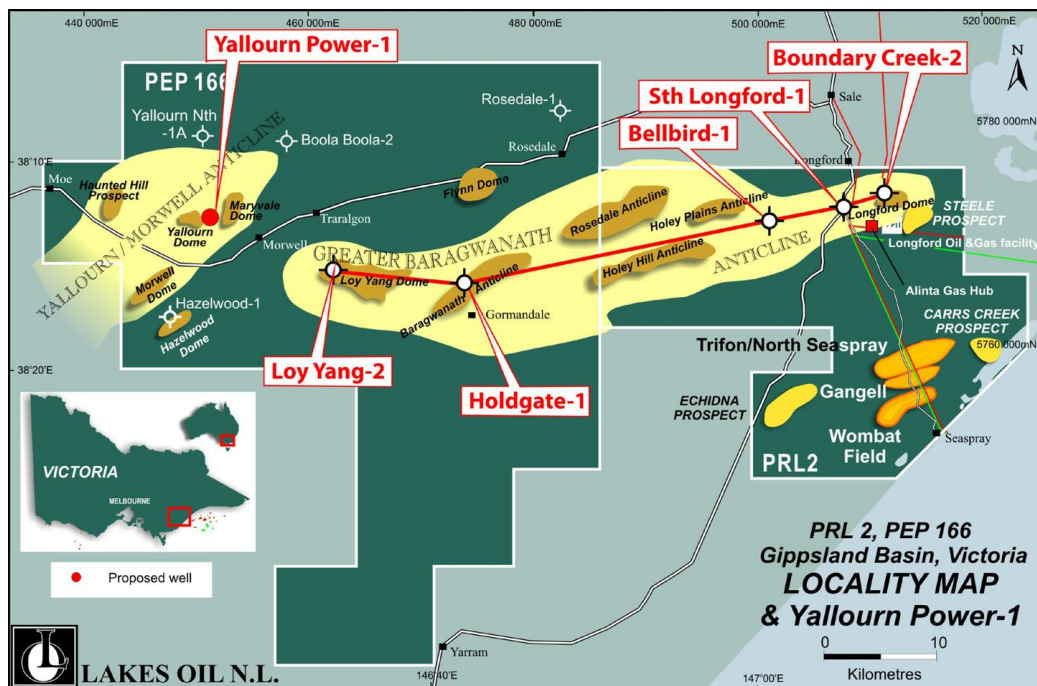 440 000mE
460 000mE
480 000mE
500 000mE
520 000mE
N
Yallourn Power-1
Boundary Creek-2
Sth Longford-1
Bellbird-1
PEP 166
Yallourn Nth
-1A
Boola Boola-2
Rosedale-1
Rosedale
Sale
5780 000mN
38°10'E
Moe
Longford
Haunted Hill
Prospect
YALLOURN / MORWELL ANTICLINE
Maryvale
Dome
Yallourn
Dome
Flynn Dome
Traralgon
Morwell
Rosedale Anticline
Holey Plains Anticline
Longford Dome
STEELE
PROSPECT
Longford Oil &Gas facility
GREATER BARAGWANATH
ANTICLINE
Holey Hill Anticline
Loy Yang Dome
Baragwanath Anticline
Morwell
Dome
Hazelwood-1
Hazelwood
Dome
Gormandale
Alinta Gas Hub
CARRS CREEK
PROSPECT
5760 000mN
Trifon/North Seaspray
38°20'E
Loy Yang-2
Holdgate-1
ECHIDNA
PROSPECT
Gangell
Wombat
Field
Seaspray
PRL2
VICTORIA
MELBOURNE
Proposed well
PRL 2, PEP 166
Gippsland Basin, Victoria
LOCALITY MAP
& Yallourn Power-1
0
10
Kilometres
Yarram
146°40'E
147°00'E
LAKES OIL N.L.